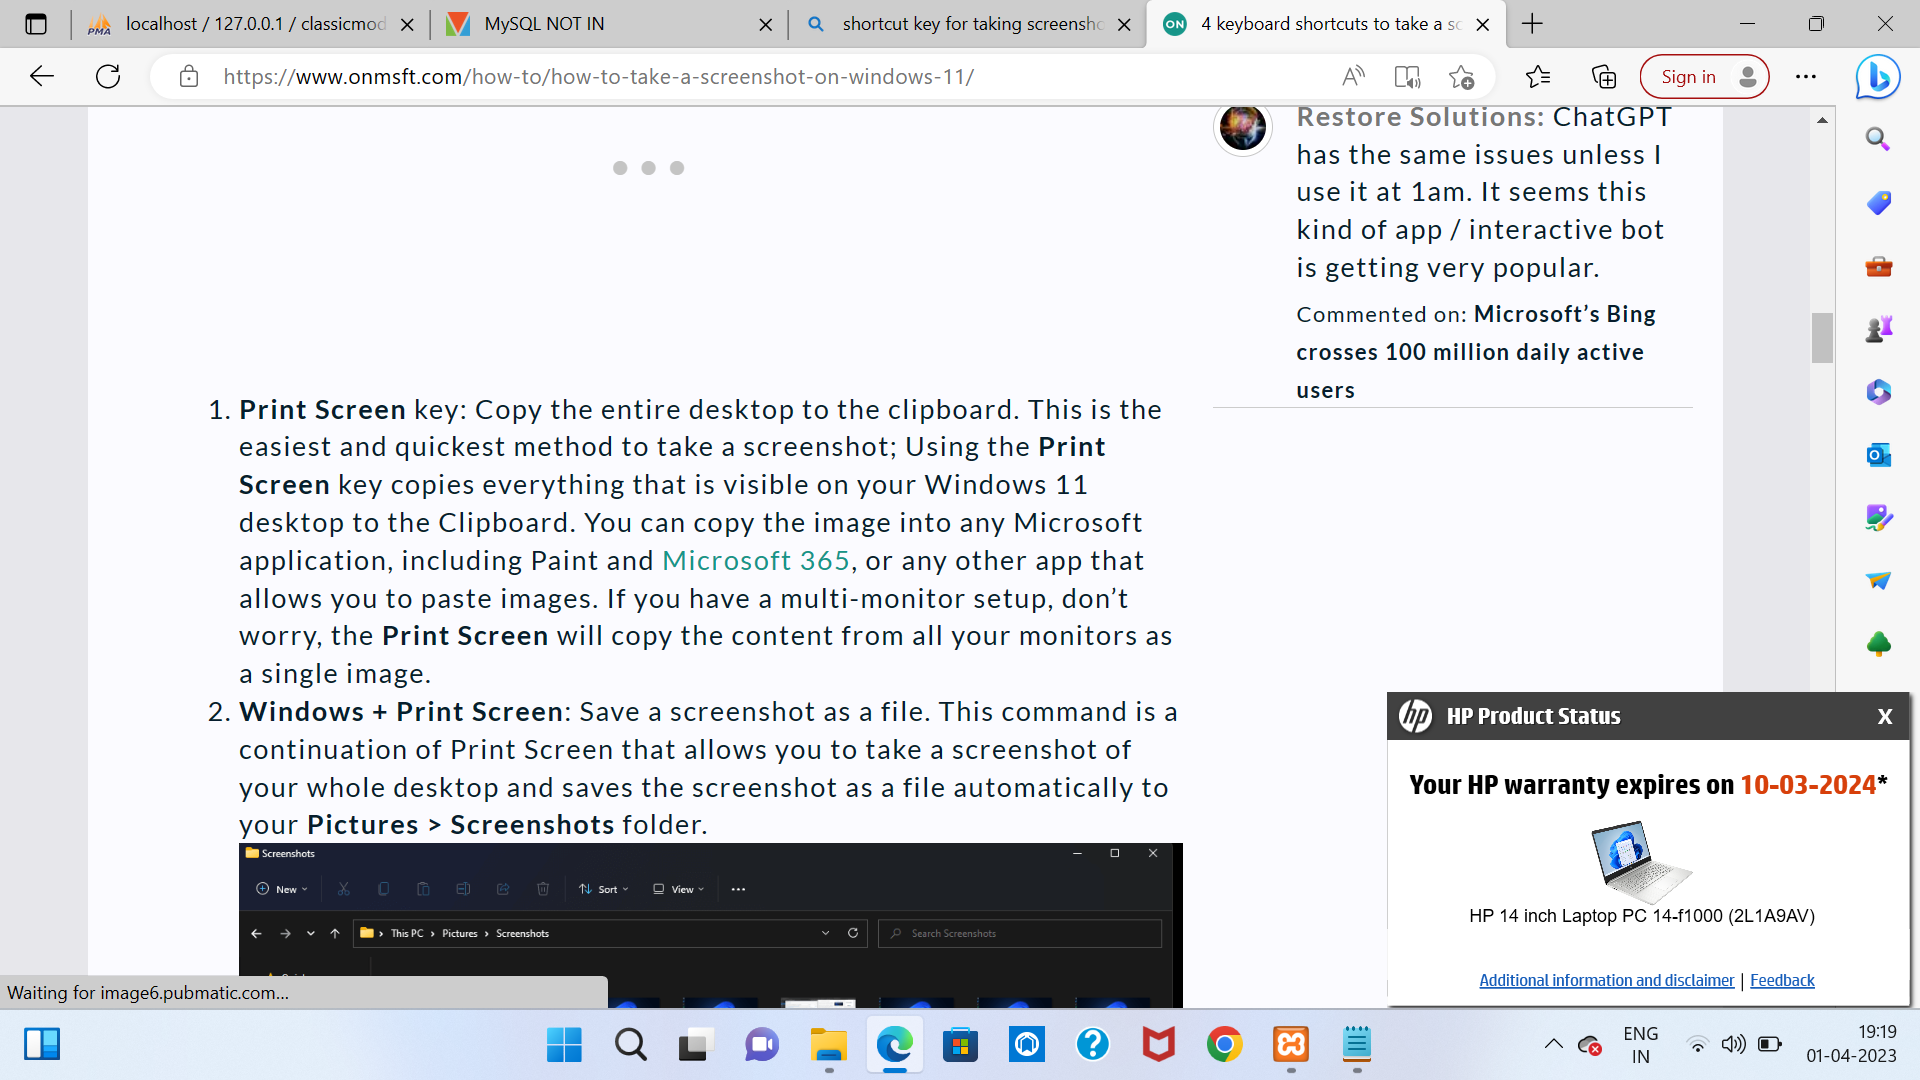 PMA
localhost / 127.0.0.1 / classicmod
MySQL NOT IN
shortcut key for taking screensho
ON
4 keyboard shortcuts to take a sc
https://www.onmsft.com/how-to/how-to-take-a-screenshot-on-windows-11/
Sign in
Restore Solutions: ChatGPT
has the same issues unless I
use it at 1am. It seems this
kind of app / interactive bot
is getting very popular.
Commented on: Microsoft’s Bing
crosses 100 million daily active
users
1. Print Screen key: Copy the entire desktop to the clipboard. This is the
easiest and quickest method to take a screenshot; Using the Print
Screen key copies everything that is visible on your Windows 11
desktop to the Clipboard. You can copy the image into any Microsoft
application, including Paint and Microsoft 365, or any other app that
allows you to paste images. If you have a multi-monitor setup, don’t
worry, the Print Screen will copy the content from all your monitors as
a single image.
2. Windows + Print Screen: Save a screenshot as a file. This command is a
continuation of Print Screen that allows you to take a screenshot of
your whole desktop and saves the screenshot as a file automatically to
your Pictures > Screenshots folder.
Screenshots
New
Sort
View
This PC > Pictures > Screenshots
Search Screenshots
Waiting for image6.pubmatic.com...
hp HP Product Status X
Your HP warranty expires on 10-03-2024*
HP 14 inch Laptop PC 14-f1000 (2L1A9AV)
Additional information and disclaimer | Feedback
ENG
IN
19:19
01-04-2023